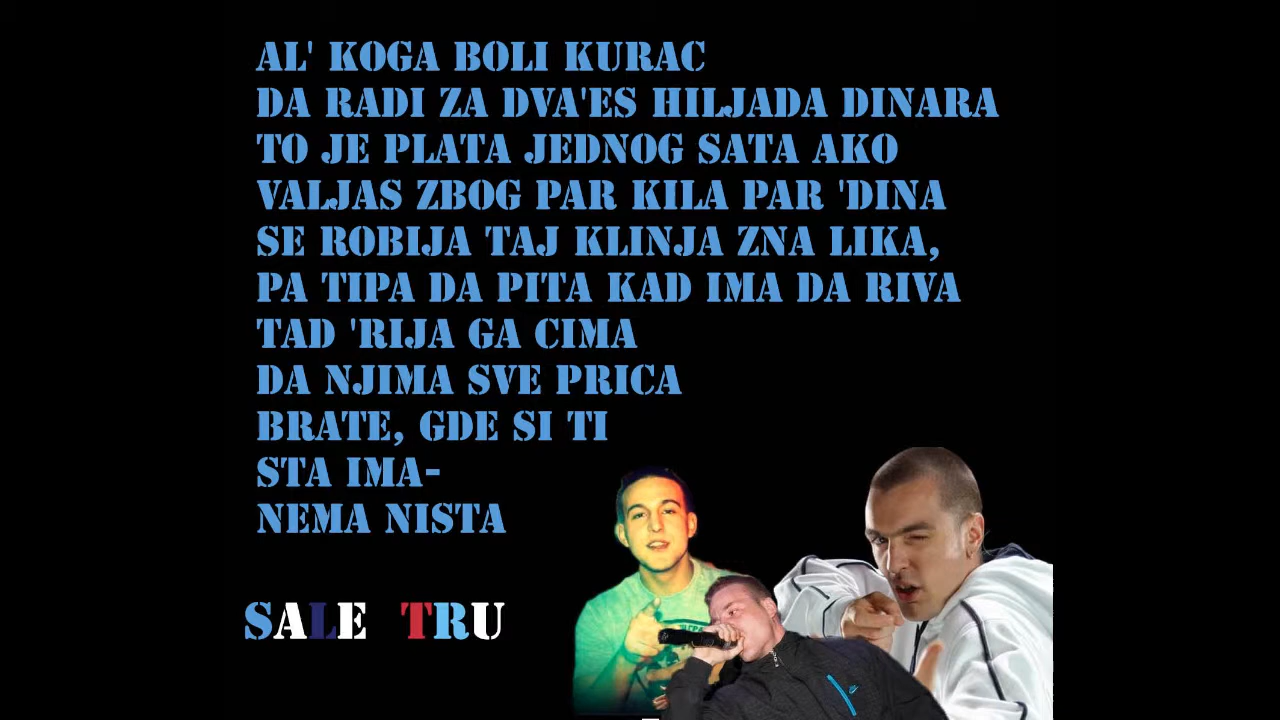 AL' KOGA BOLI KURAC
DA RADI ZA DVA'ES HILJADA DINARA
TO JE PLATA JEDNOG SATA AKO
VALJAS ZBOG PAR KILA PAR 'DINA
SE ROBIJA TAJ KLINJA ZNA LIKA,
PA TIPA DA PITA KAD IMA DA RIVA
TAD 'RIJA GA CIMA
DA NJIMA SVE PRICA
BRATE, GDE SI TI
STA IMA-
NEMA NISTA
SALE TRU